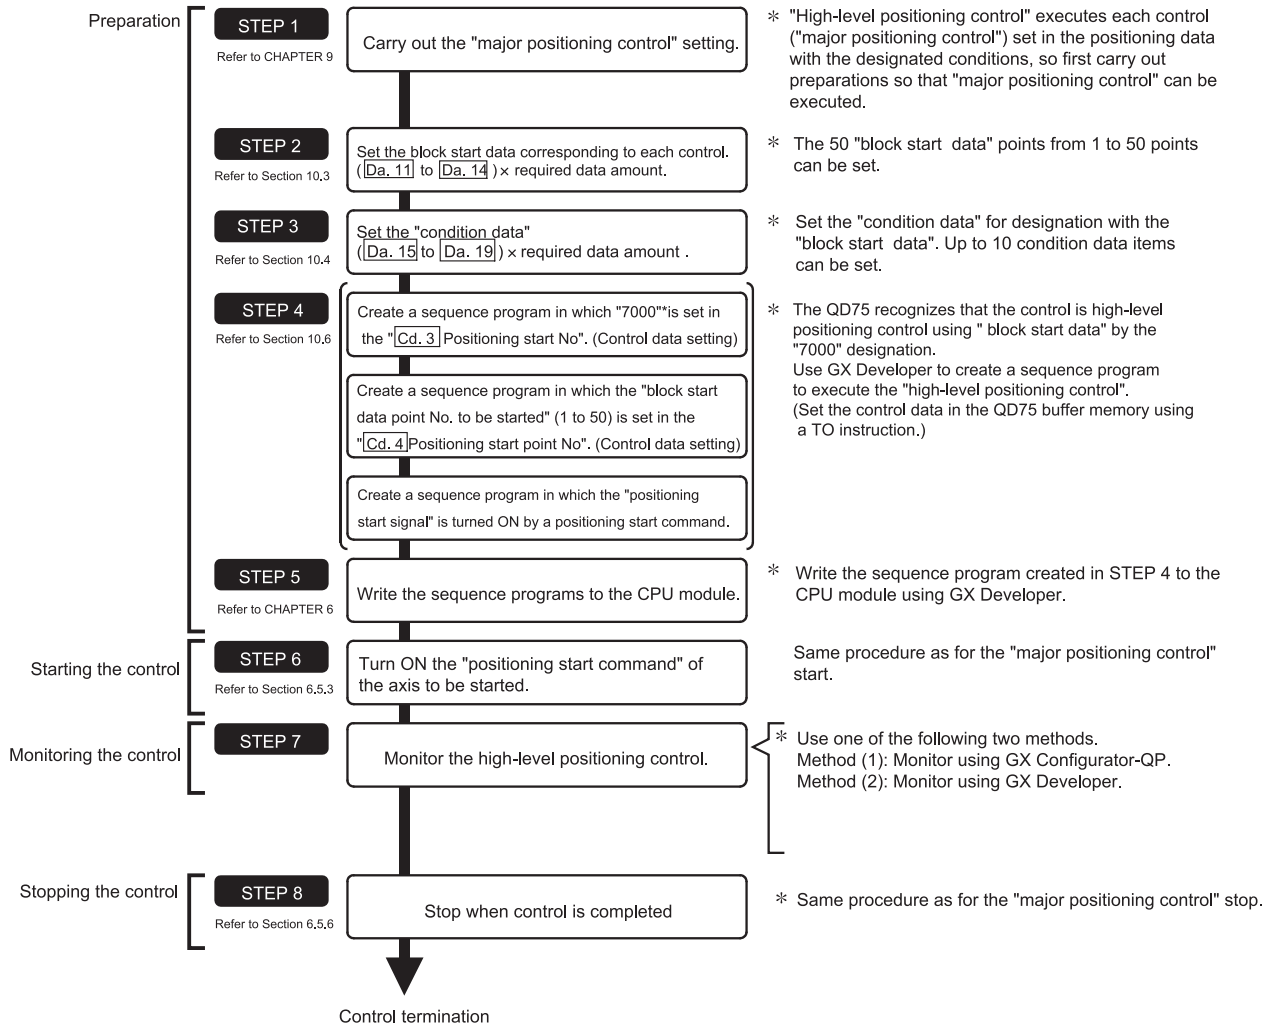 Preparation
STEP 1
Refer to CHAPTER 9
Carry out the "major positioning control" setting.
* "High-level positioning control" executes each control
("major positioning control") set in the positioning data
with the designated conditions, so first carry out
preparations so that "major positioning control" can be
executed.
STEP 2
Refer to Section 10.3
Set the block start data corresponding to each control.
( Da. 11 to Da. 14 ) × required data amount.
* The 50 "block start data" points from 1 to 50 points
can be set.
STEP 3
Refer to Section 10.4
Set the "condition data"
( Da. 15 to Da. 19 ) × required data amount .
* Set the "condition data" for designation with the
"block start data". Up to 10 condition data items
can be set.
STEP 4
Refer to Section 10.6
Create a sequence program in which "7000"*is set in
the " Cd. 3 Positioning start No". (Control data setting)
Create a sequence program in which the "block start
data point No. to be started" (1 to 50) is set in the
" Cd. 4 Positioning start point No". (Control data setting)
Create a sequence program in which the "positioning
start signal" is turned ON by a positioning start command.
* The QD75 recognizes that the control is high-level
positioning control using " block start data" by the
"7000" designation.
Use GX Developer to create a sequence program
to execute the "high-level positioning control".
(Set the control data in the QD75 buffer memory using
a TO instruction.)
STEP 5
Refer to CHAPTER 6
Write the sequence programs to the CPU module.
* Write the sequence program created in STEP 4 to the
CPU module using GX Developer.
Starting the control
STEP 6
Refer to Section 6.5.3
Turn ON the "positioning start command" of
the axis to be started.
Same procedure as for the "major positioning control"
start.
Monitoring the control
STEP 7
Monitor the high-level positioning control.
* Use one of the following two methods.
Method (1): Monitor using GX Configurator-QP.
Method (2): Monitor using GX Developer.
Stopping the control
STEP 8
Refer to Section 6.5.6
Stop when control is completed
* Same procedure as for the "major positioning control" stop.
Control termination